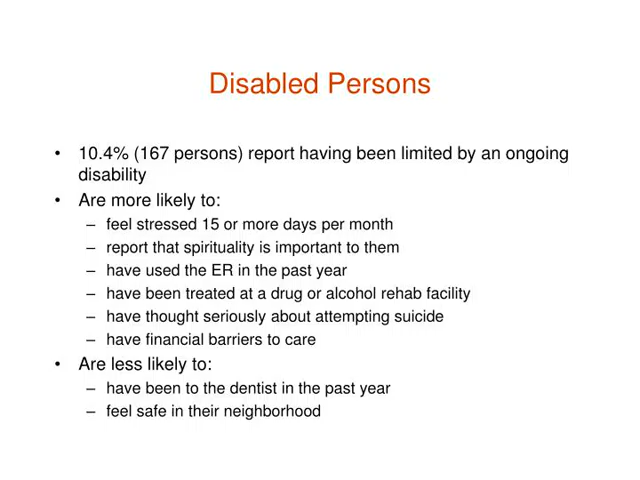 Disabled Persons
• 10.4% (167 persons) report having been limited by an ongoing
disability
• Are more likely to:
– feel stressed 15 or more days per month
– report that spirituality is important to them
– have used the ER in the past year
– have been treated at a drug or alcohol rehab facility
– have thought seriously about attempting suicide
– have financial barriers to care
• Are less likely to:
– have been to the dentist in the past year
– feel safe in their neighborhood